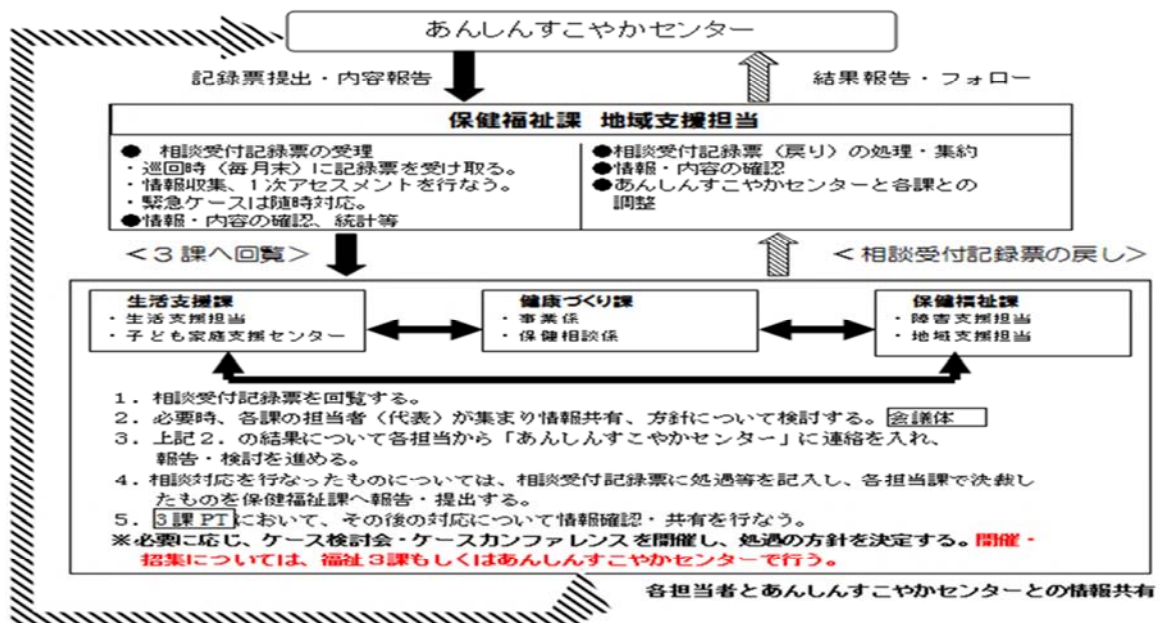 あんしんすこやかセンター
記録票提出・内容報告
結果報告・フォロー
保健福祉課 地域支援担当
● 相談受付記録票の受理
・巡回時（毎月末）に記録票を受け取る。
・情報収集、1次アセスメントを行なう。
・緊急ケースは随時対応。
●情報・内容の確認、統計等
●相談受付記録票（戻り）の処理・集約
●情報・内容の確認
●あんしんすこやかセンターと各課との
調整
＜3課へ回覧＞
＜相談受付記録票の戻し＞
生活支援課
・生活支援担当
・子ども家庭支援センター
健康づくり課
・事業係
・保健相談係
保健福祉課
・障害支援担当
・地域支援担当
1．相談受付記録票を回覧する。
2．必要時、各課の担当者（代表）が集まり情報共有、方針について検討する。会議体
3．上記2．の結果について各担当から「あんしんすこやかセンター」に連絡を入れ、
報告・検討を進める。
4．相談対応を行なったものについては、相談受付記録票に処遇等を記入し、各担当課で決裁し
たものを保健福祉課へ報告・提出する。
5．3課PTにおいて、その後の対応について情報確認・共有を行なう。
※必要に応じ、ケース検討会・ケースカンファレンスを開催し、処遇の方針を決定する。開催・
招集については、福祉3課もしくはあんしんすこやかセンターで行う。
各担当者とあんしんすこやかセンターとの情報共有